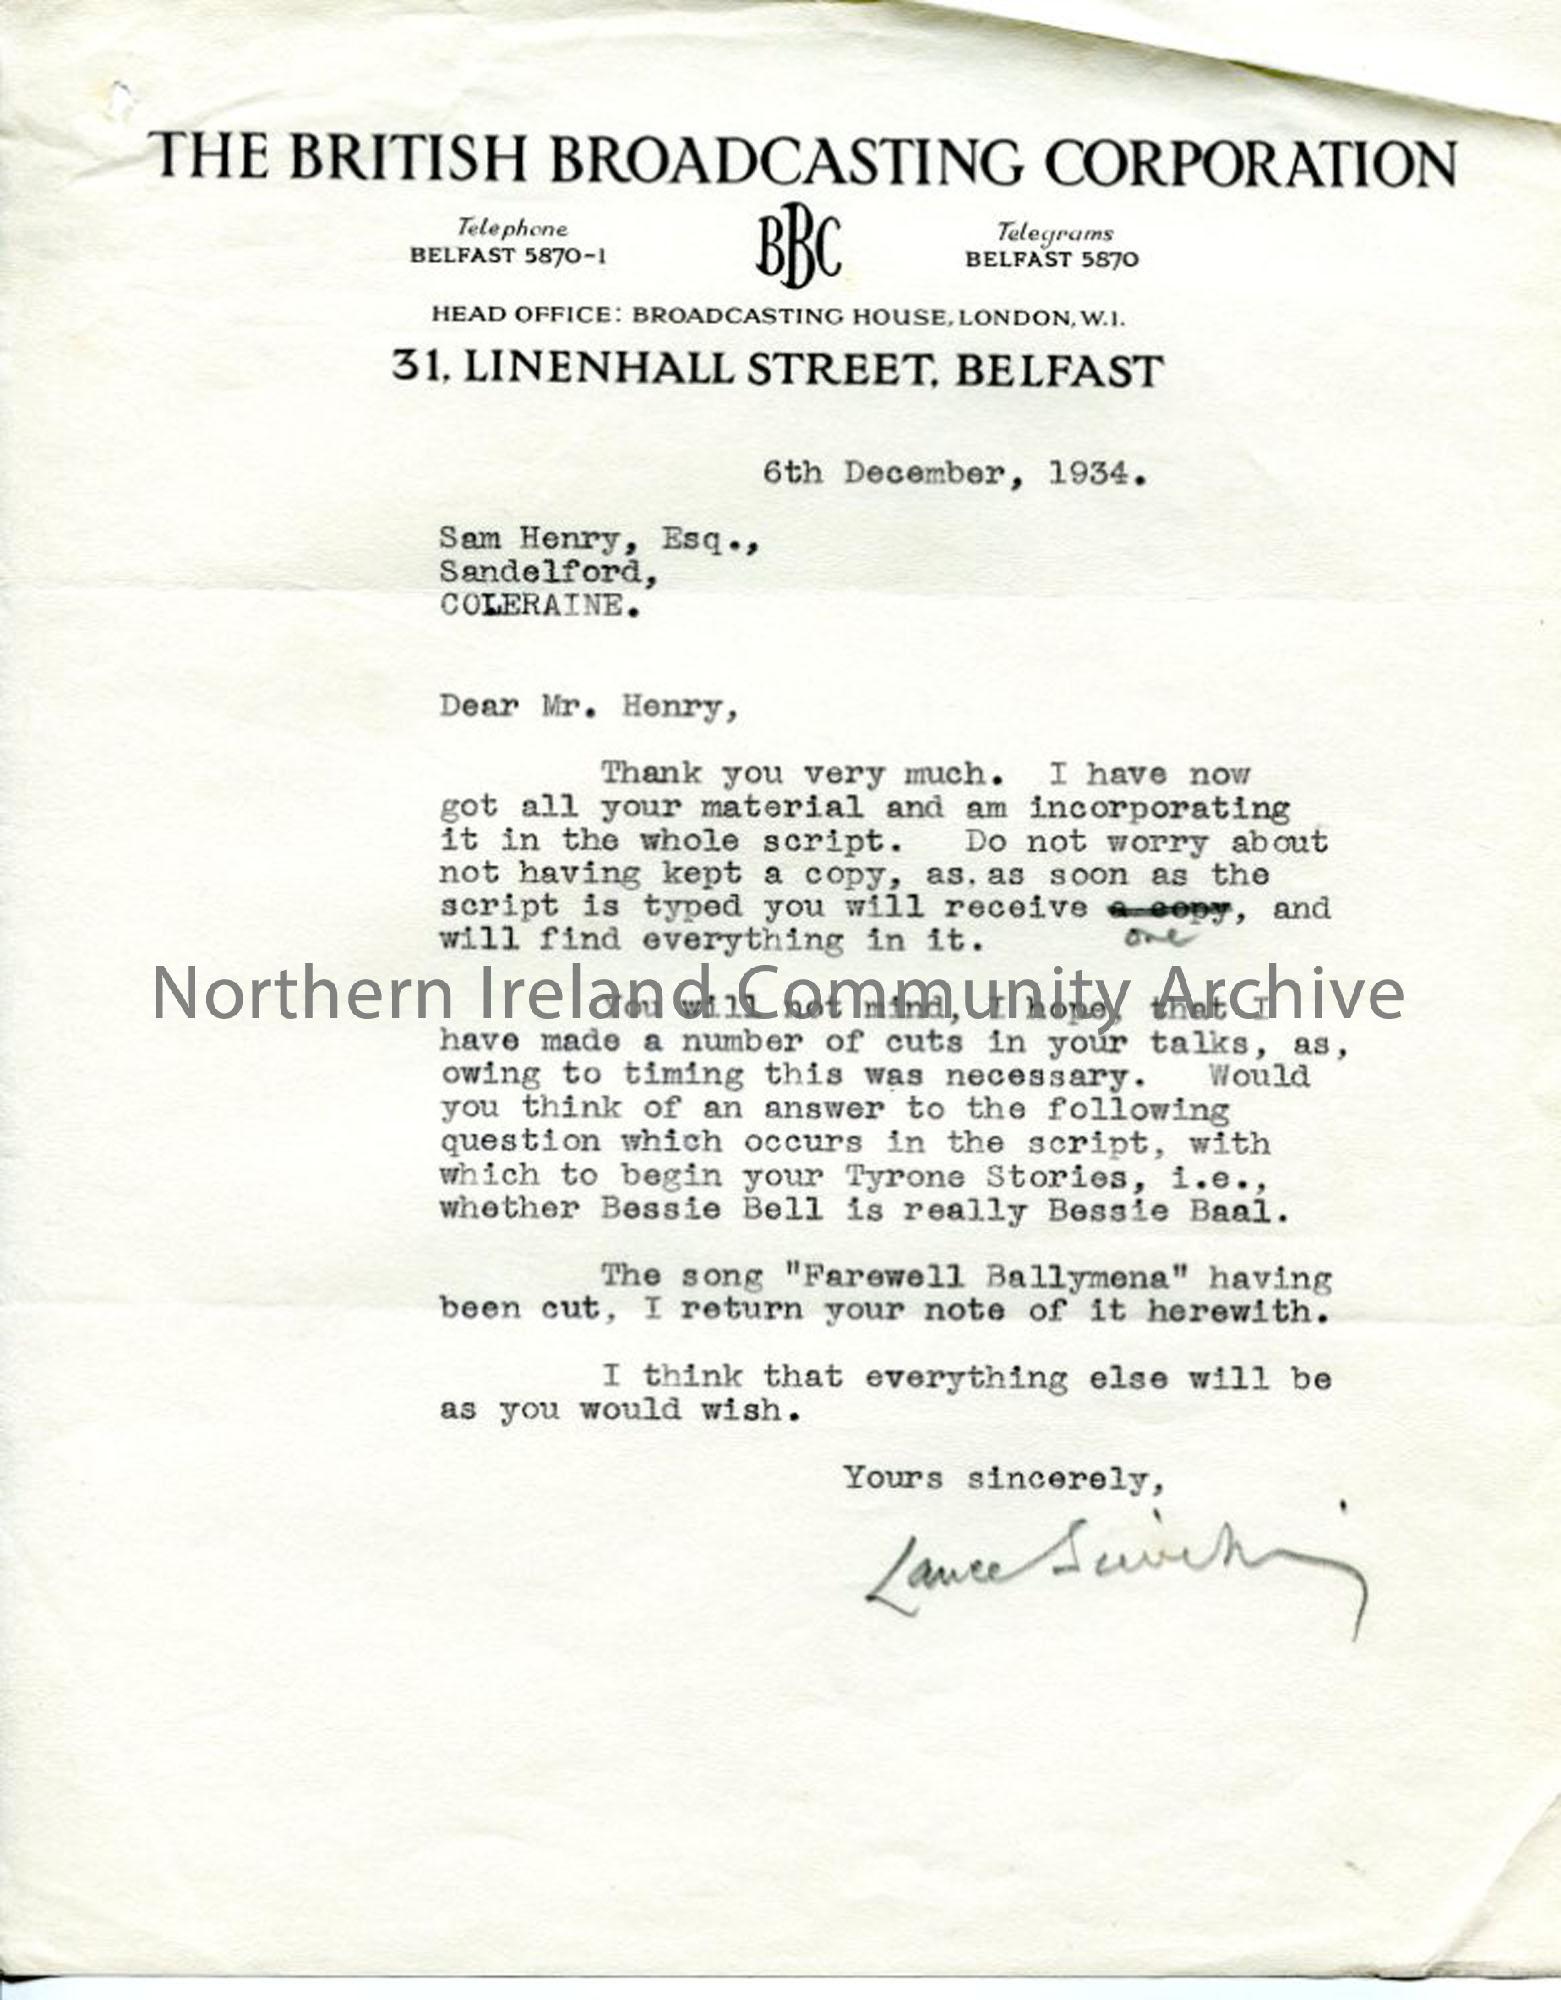 THE BRITISH BROADCASTING CORPORATION
Telephone
BELFAST 5870-1
BBC
Telegrams
BELFAST 5870
HEAD OFFICE: BROADCASTING HOUSE, LONDON, W.1.
31, LINENHALL STREET, BELFAST
6th December, 1934.
Sam Henry, Esq.,
Sandelford,
COLERAINE.
Dear Mr. Henry,
Thank you very much. I have now
got all your material and am incorporating
it in the whole script. Do not worry about
not having kept a copy, as, as soon as the
script is typed you will receive a copy, and
one
will find everything in it.
Northern Ireland Community Archive
You will not mind, I hope, that I
have made a number of cuts in your talks, as,
owing to timing this was necessary. Would
you think of an answer to the following
question which occurs in the script, with
which to begin your Tyrone Stories, i.e.,
whether Bessie Bell is really Bessie Baal.
The song "Farewell Ballymena" having
been cut, I return your note of it herewith.
I think that everything else will be
as you would wish.
Yours sincerely,
Lance